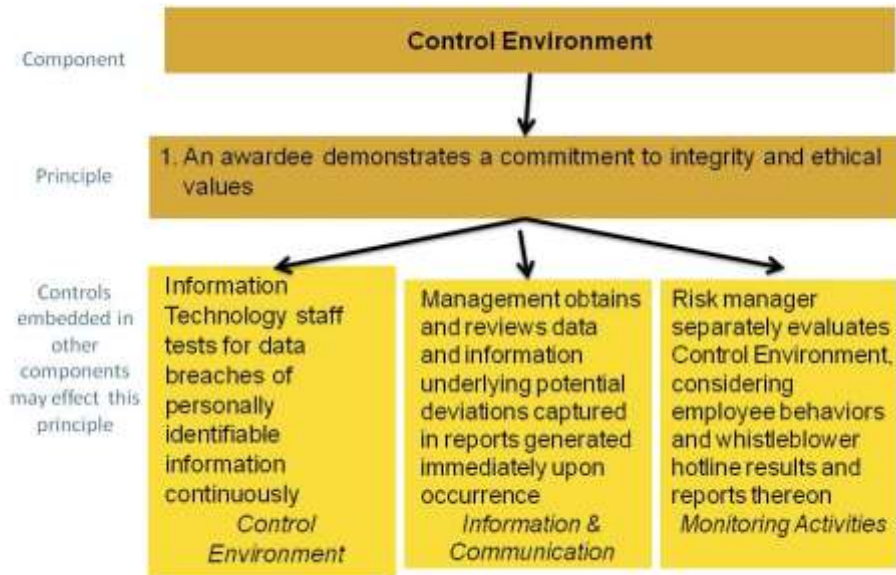 Component
Control Environment
Principle
1. An awardee demonstrates a commitment to integrity and ethical
values
Controls
embedded in
other
components
may effect this
principle
Information
Technology staff
tests for data
breaches of
personally
identifiable
information
continuously
Control
Environment
Management obtains
and reviews data
and information
underlying potential
deviations captured
in reports generated
immediately upon
occurrence
Information &
Communication
Risk manager
separately evaluates
Control Environment,
considering
employee behaviors
and whistleblower
hotline results and
reports thereon
Monitoring Activities